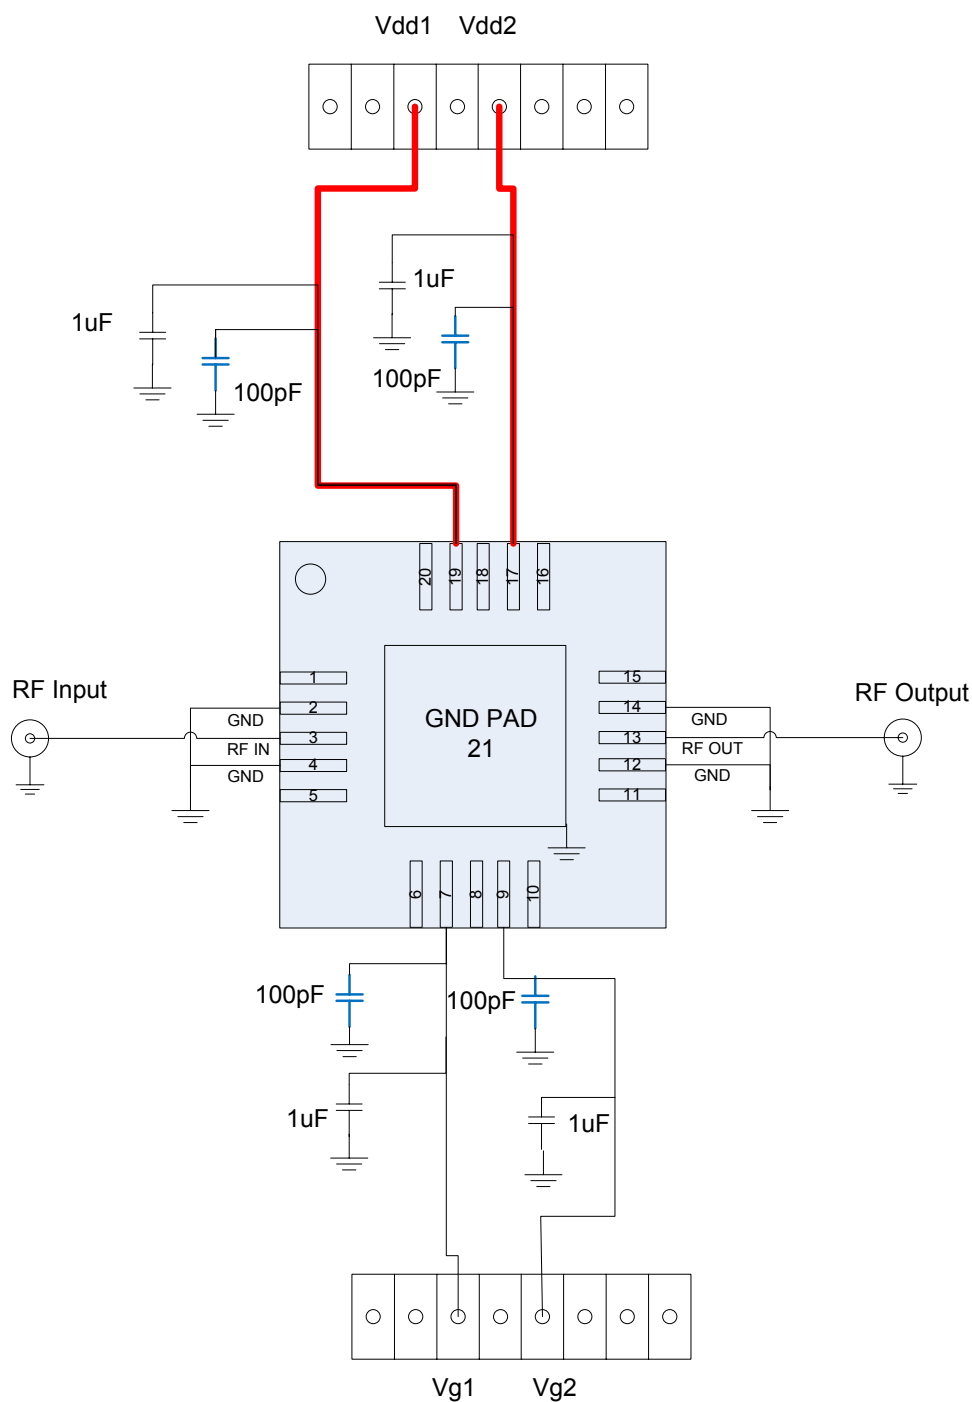 Vdd1 Vdd2
1uF
1uF
100pF
100pF
20 19 18 17 16
1
15
RF Input
2
GND
14
GND
RF Output
GND PAD
21
3
RF IN
13
RF OUT
4
GND
12
GND
5
11
6 7 8 9 10
100pF
100pF
1uF
1uF
Vg1 Vg2